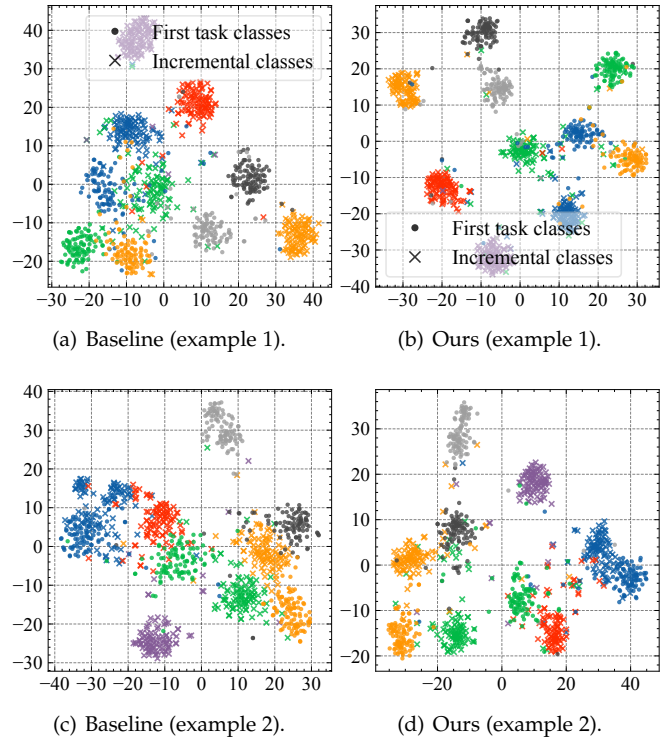 40
30
20
10
0
−10
−20
First task classes
Incremental classes
−30 −20 −10 0 10 20 30 40
(a) Baseline (example 1).
30
20
10
0
−10
−20
−30
−40
First task classes
Incremental classes
−30 −20 −10 0 10 20 30
(b) Ours (example 1).
40
30
20
10
0
−10
−20
−30
−40 −30 −20 −10 0 10 20 30
(c) Baseline (example 2).
30
20
10
0
−10
−20
−20 0 20 40
(d) Ours (example 2).